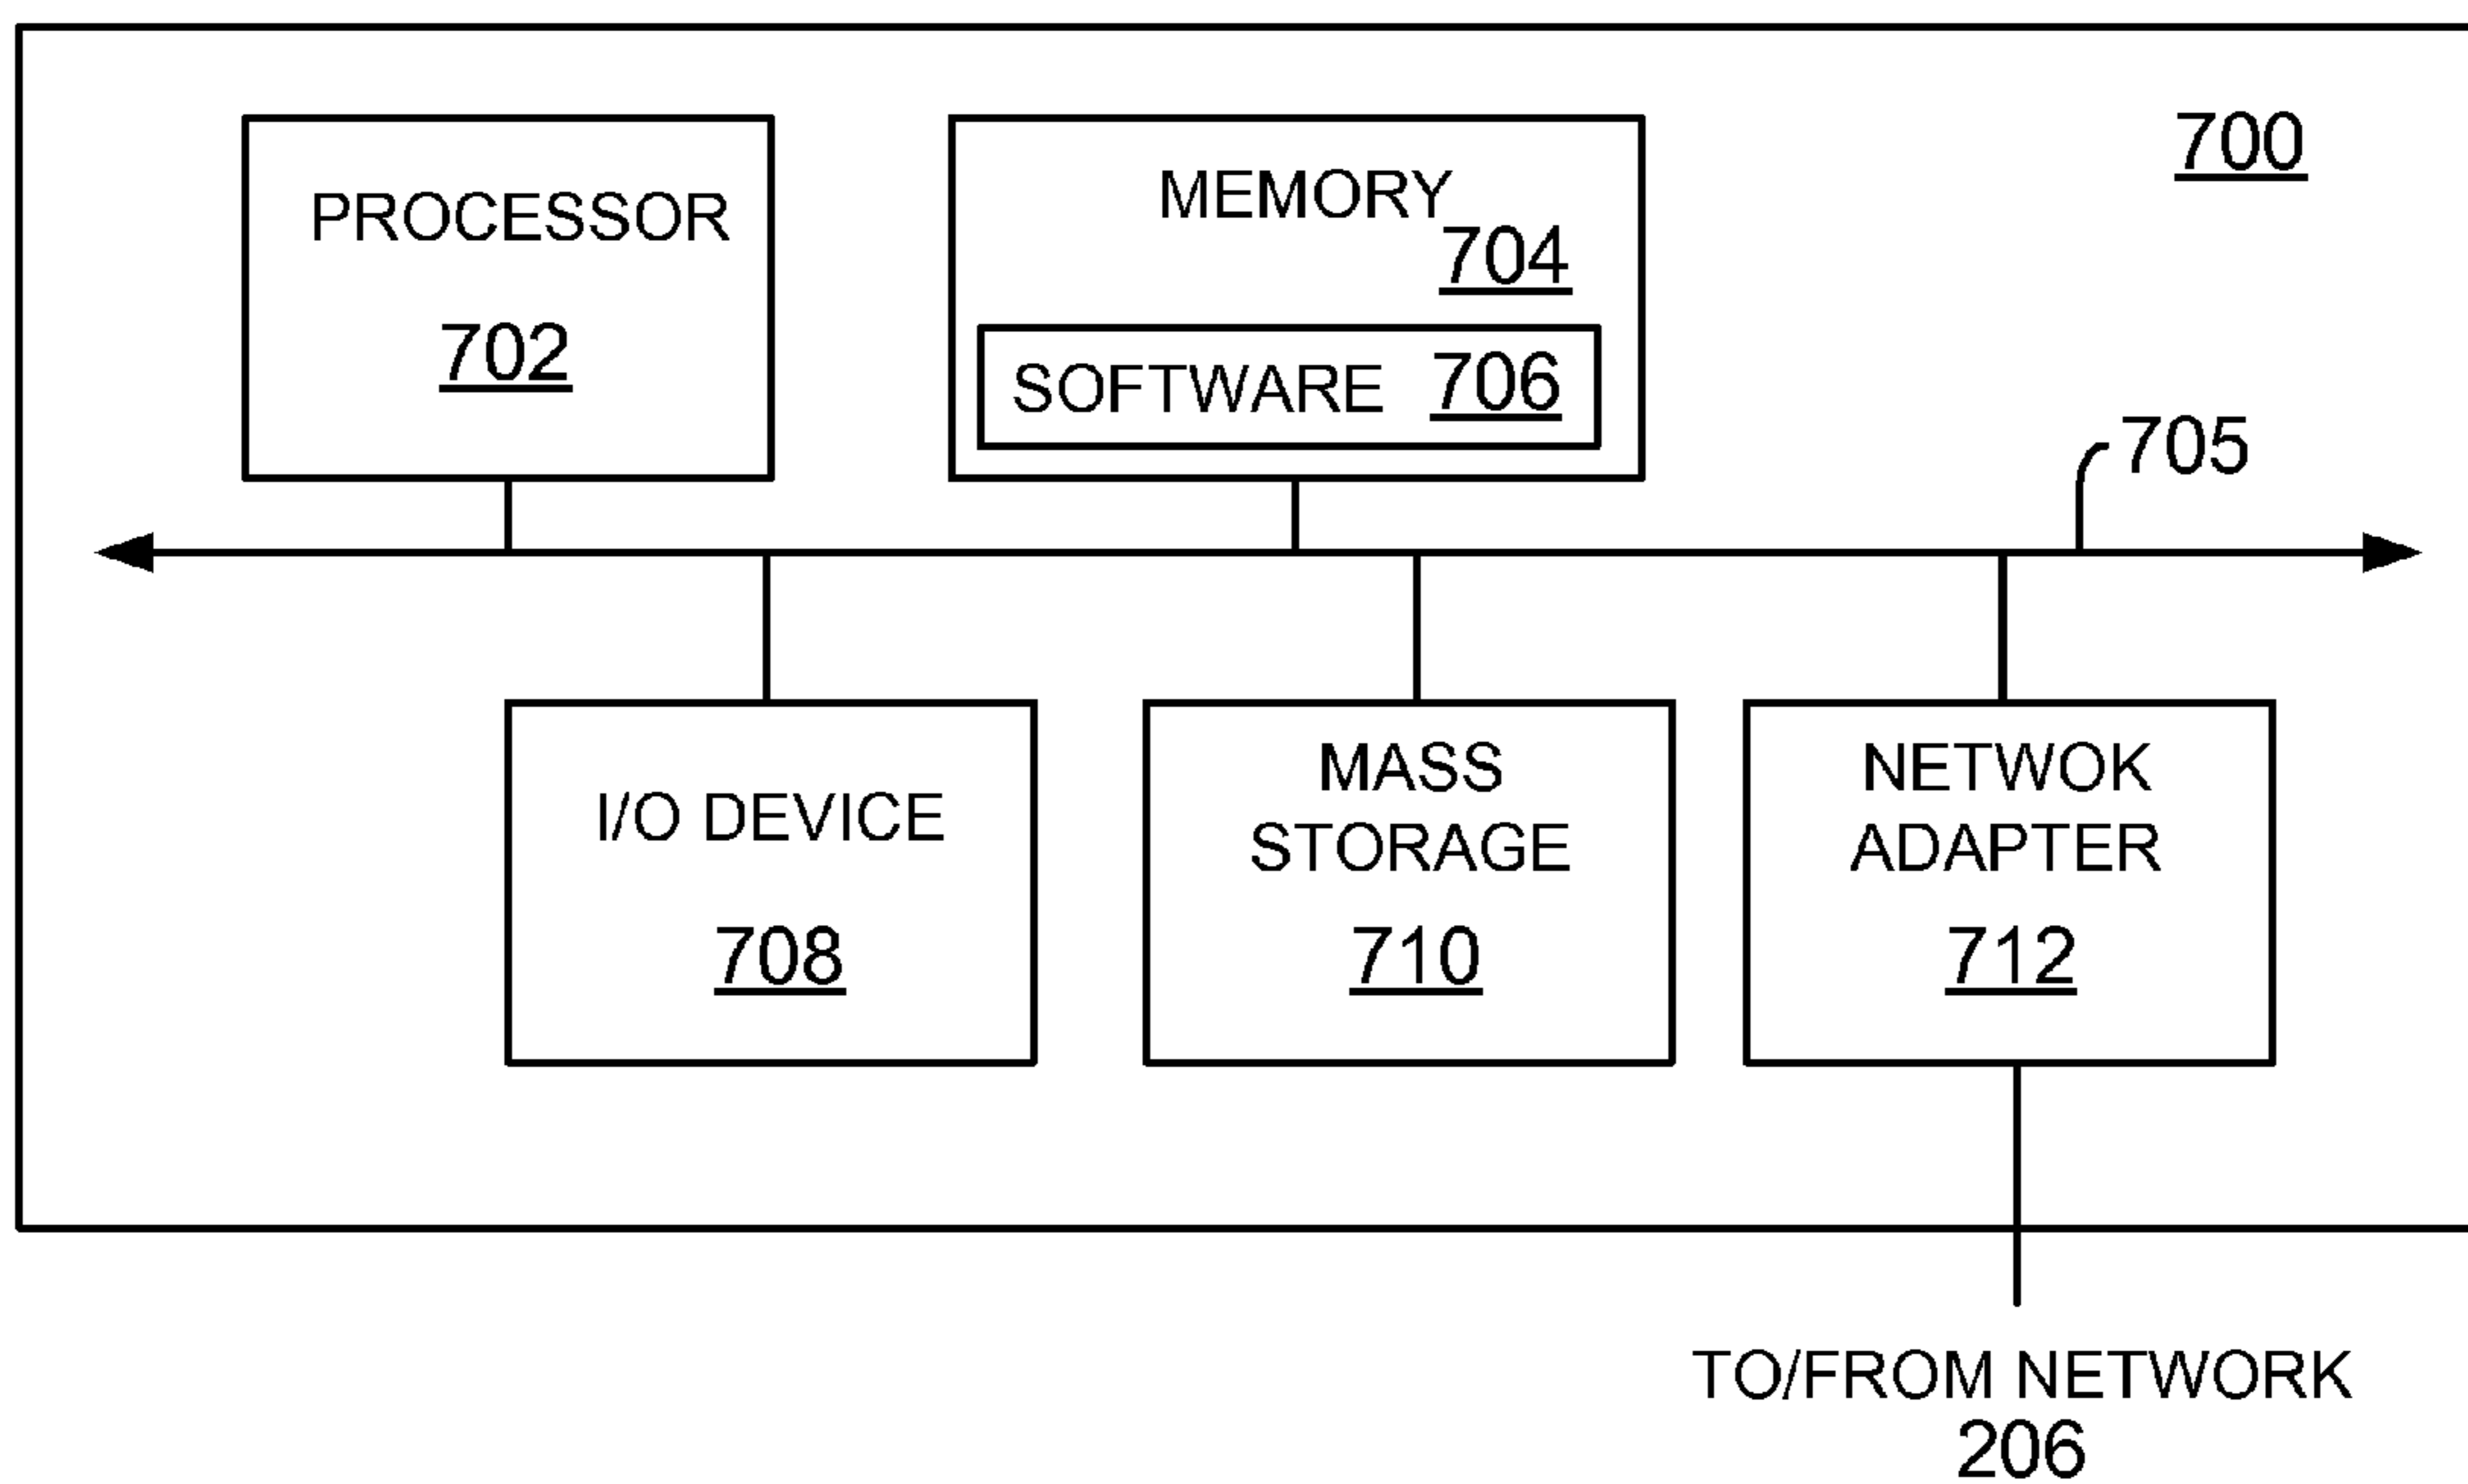 700
PROCESSOR
702
MEMORY
704
SOFTWARE 706
705
I/O DEVICE
708
MASS
STORAGE
710
NETWOK
ADAPTER
712
TO/FROM NETWORK
206